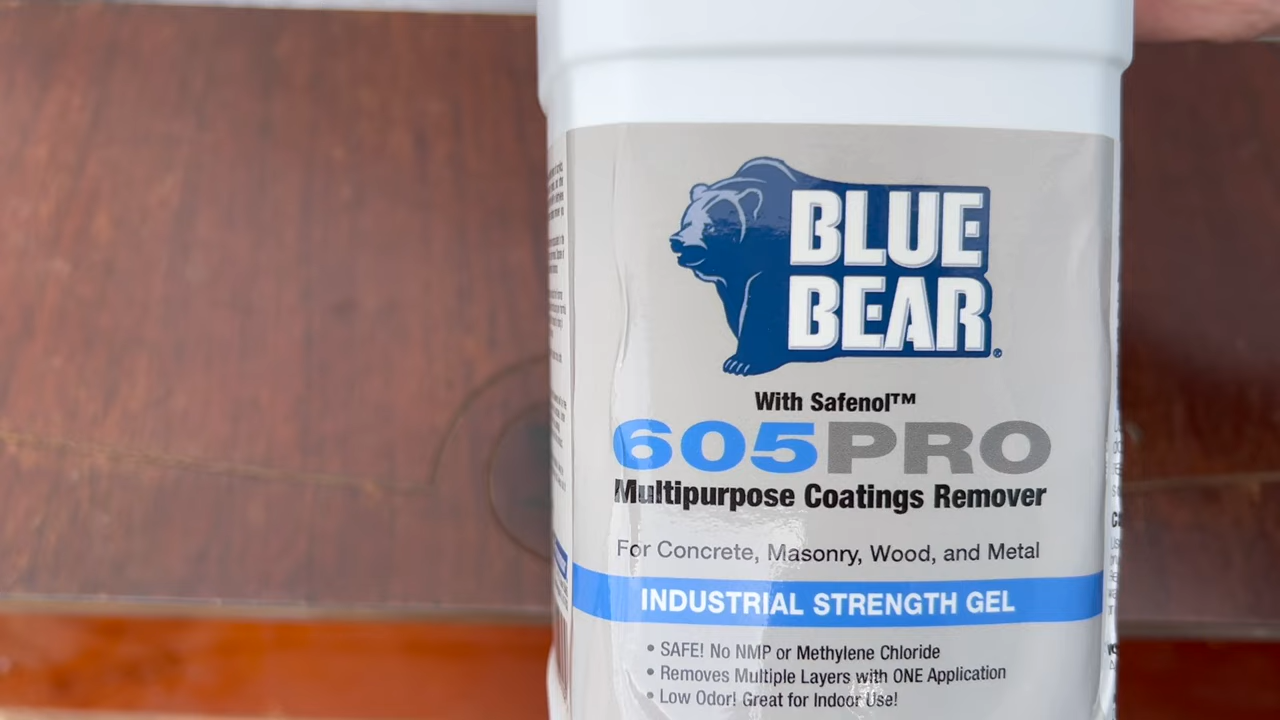 BLUE
BEAR®
With Safenol™
605PRO
Multipurpose Coatings Remover
For Concrete, Masonry, Wood, and Metal
INDUSTRIAL STRENGTH GEL
• SAFE! No NMP or Methylene Chloride
• Removes Multiple Layers with ONE Application
• Low Odor! Great for Indoor Use!